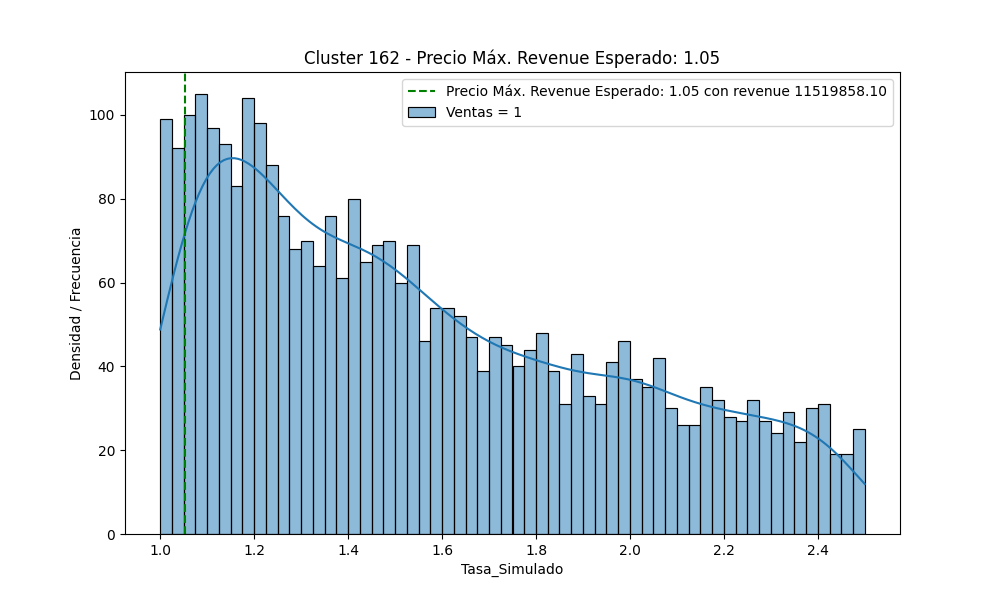 Cluster 162 - Precio Máx. Revenue Esperado: 1.05
Precio Máx. Revenue Esperado: 1.05 con revenue 11519858.10
Ventas = 1
Densidad / Frecuencia
100
80
60
40
20
0
1.0 1.2 1.4 1.6 1.8 2.0 2.2 2.4
Tasa_Simulado